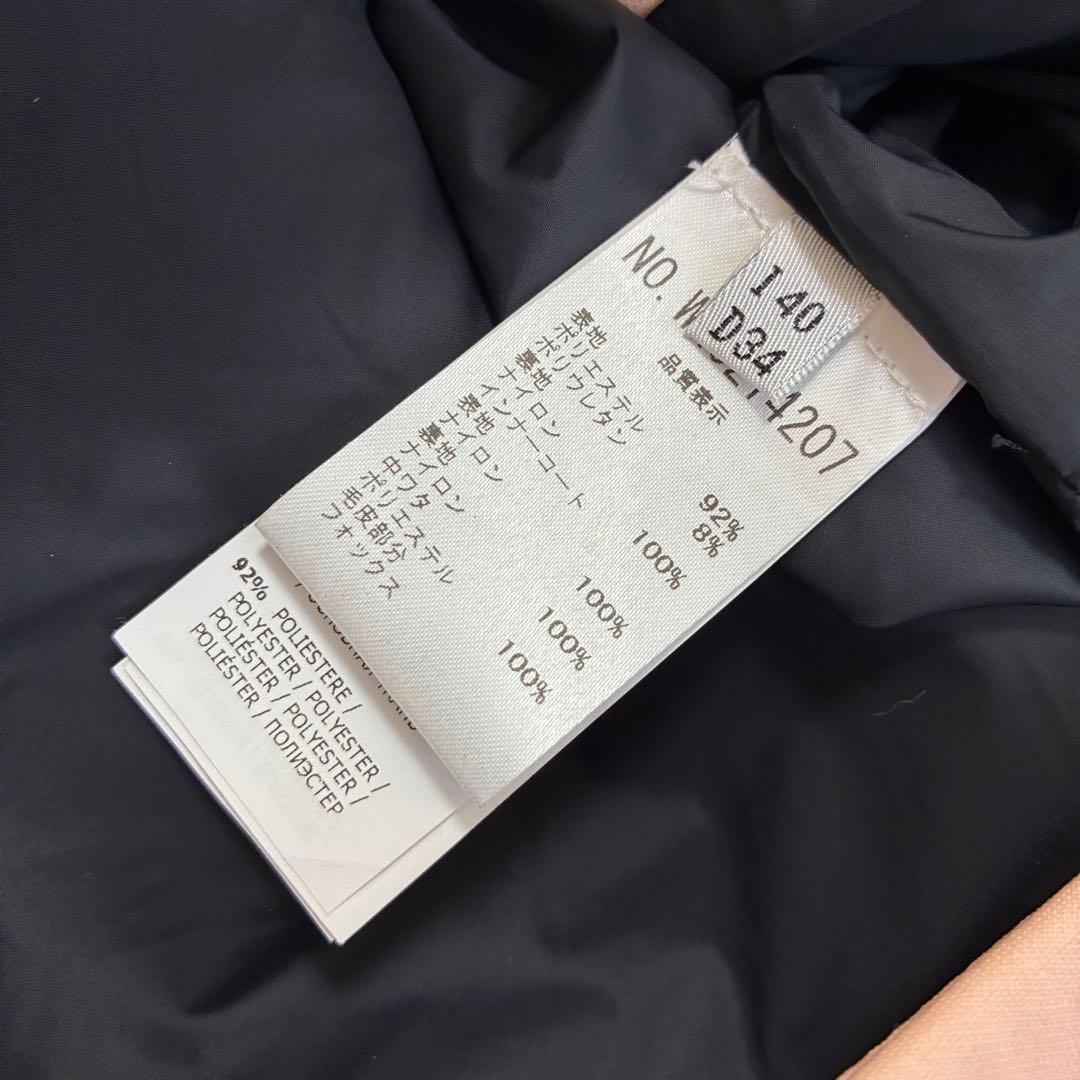 I 40
D34
NO. W
4207
品質表示
表地
ポリエステル 92%
ポリウレタン 8%
裏地
ナイロン 100%
インナーコート
表地
ナイロン 100%
裏地
ナイロン 100%
中ワタ
ポリエステル 100%
毛皮部分
フォックス
92% POLIESTERE /
POLYESTER / POLYESTER /
POLIÉSTER / POLYESTER /
POLIÉSTER / ПОЛИЭСТЕР